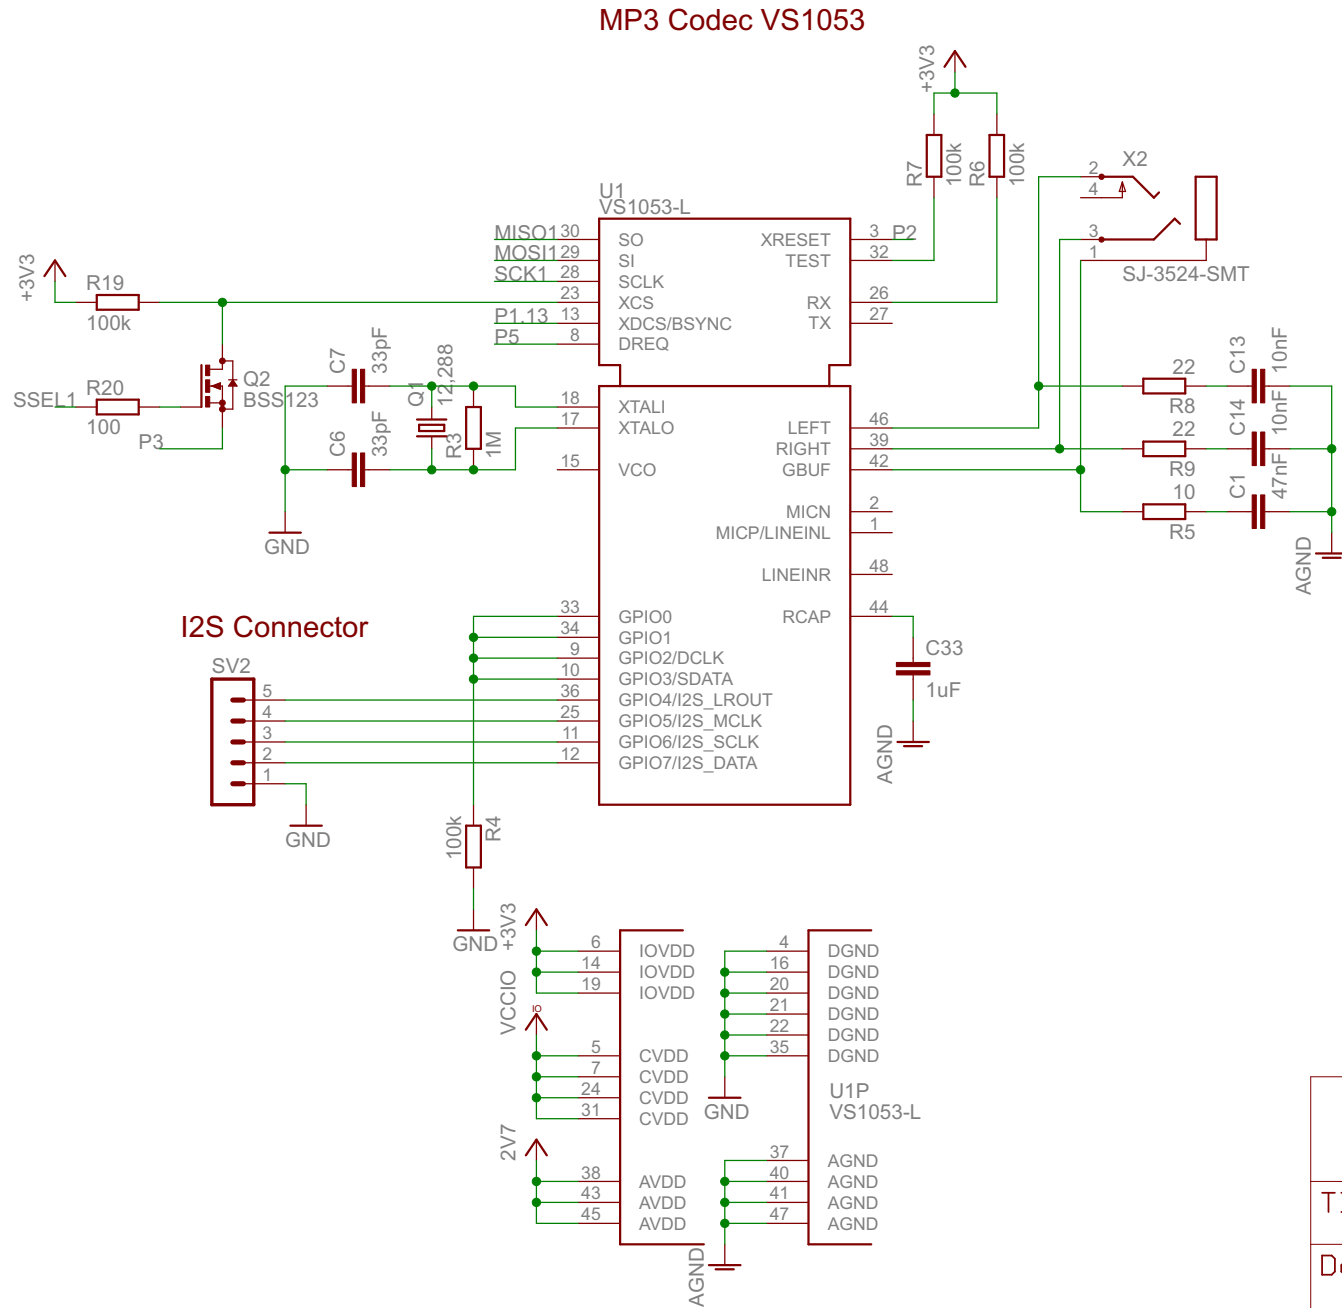 MP3 Codec VS1053
+3V3
R7
100k
R6
100k
X2
2
4
3
1
SJ-3524-SMT
U1
VS1053-L
MISO1 30 SO
MOSI1 29 SI
SCK1 28 SCLK
23 XCS
P1.13 13 XDCS/BSYNC
P5 8 DREQ
XRESET 3 P2
TEST 32
RX 26
TX 27
+3V3
R19
100k
SSEL1
R20
100
P3
Q2
BSS123
C7
33pF
C6
33pF
Q1
12,288
R3
1M
GND
18 XTALI
17 XTALO
15 VCO
LEFT 46
RIGHT 39
GBUF 42
MICN 2
MICP/LINEINL 1
LINEINR 48
RCAP 44
22
R8
C13
10nF
22
R9
C14
10nF
10
R5
C1
47nF
AGND
C33
1uF
AGND
33 GPIO0
34 GPIO1
9 GPIO2/DCLK
10 GPIO3/SDATA
36 GPIO4/I2S_LROUT
25 GPIO5/I2S_MCLK
11 GPIO6/I2S_SCLK
12 GPIO7/I2S_DATA
I2S Connector
SV2
5
4
3
2
1
GND
100k
R4
GND
+3V3
6 IOVDD
14 IOVDD
19 IOVDD
VCCIO
IO
5 CVDD
7 CVDD
24 CVDD
31 CVDD
2V7
38 AVDD
43 AVDD
45 AVDD
4 DGND
16 DGND
20 DGND
21 DGND
22 DGND
35 DGND
GND
U1P
VS1053-L
37 AGND
40 AGND
41 AGND
47 AGND
AGND